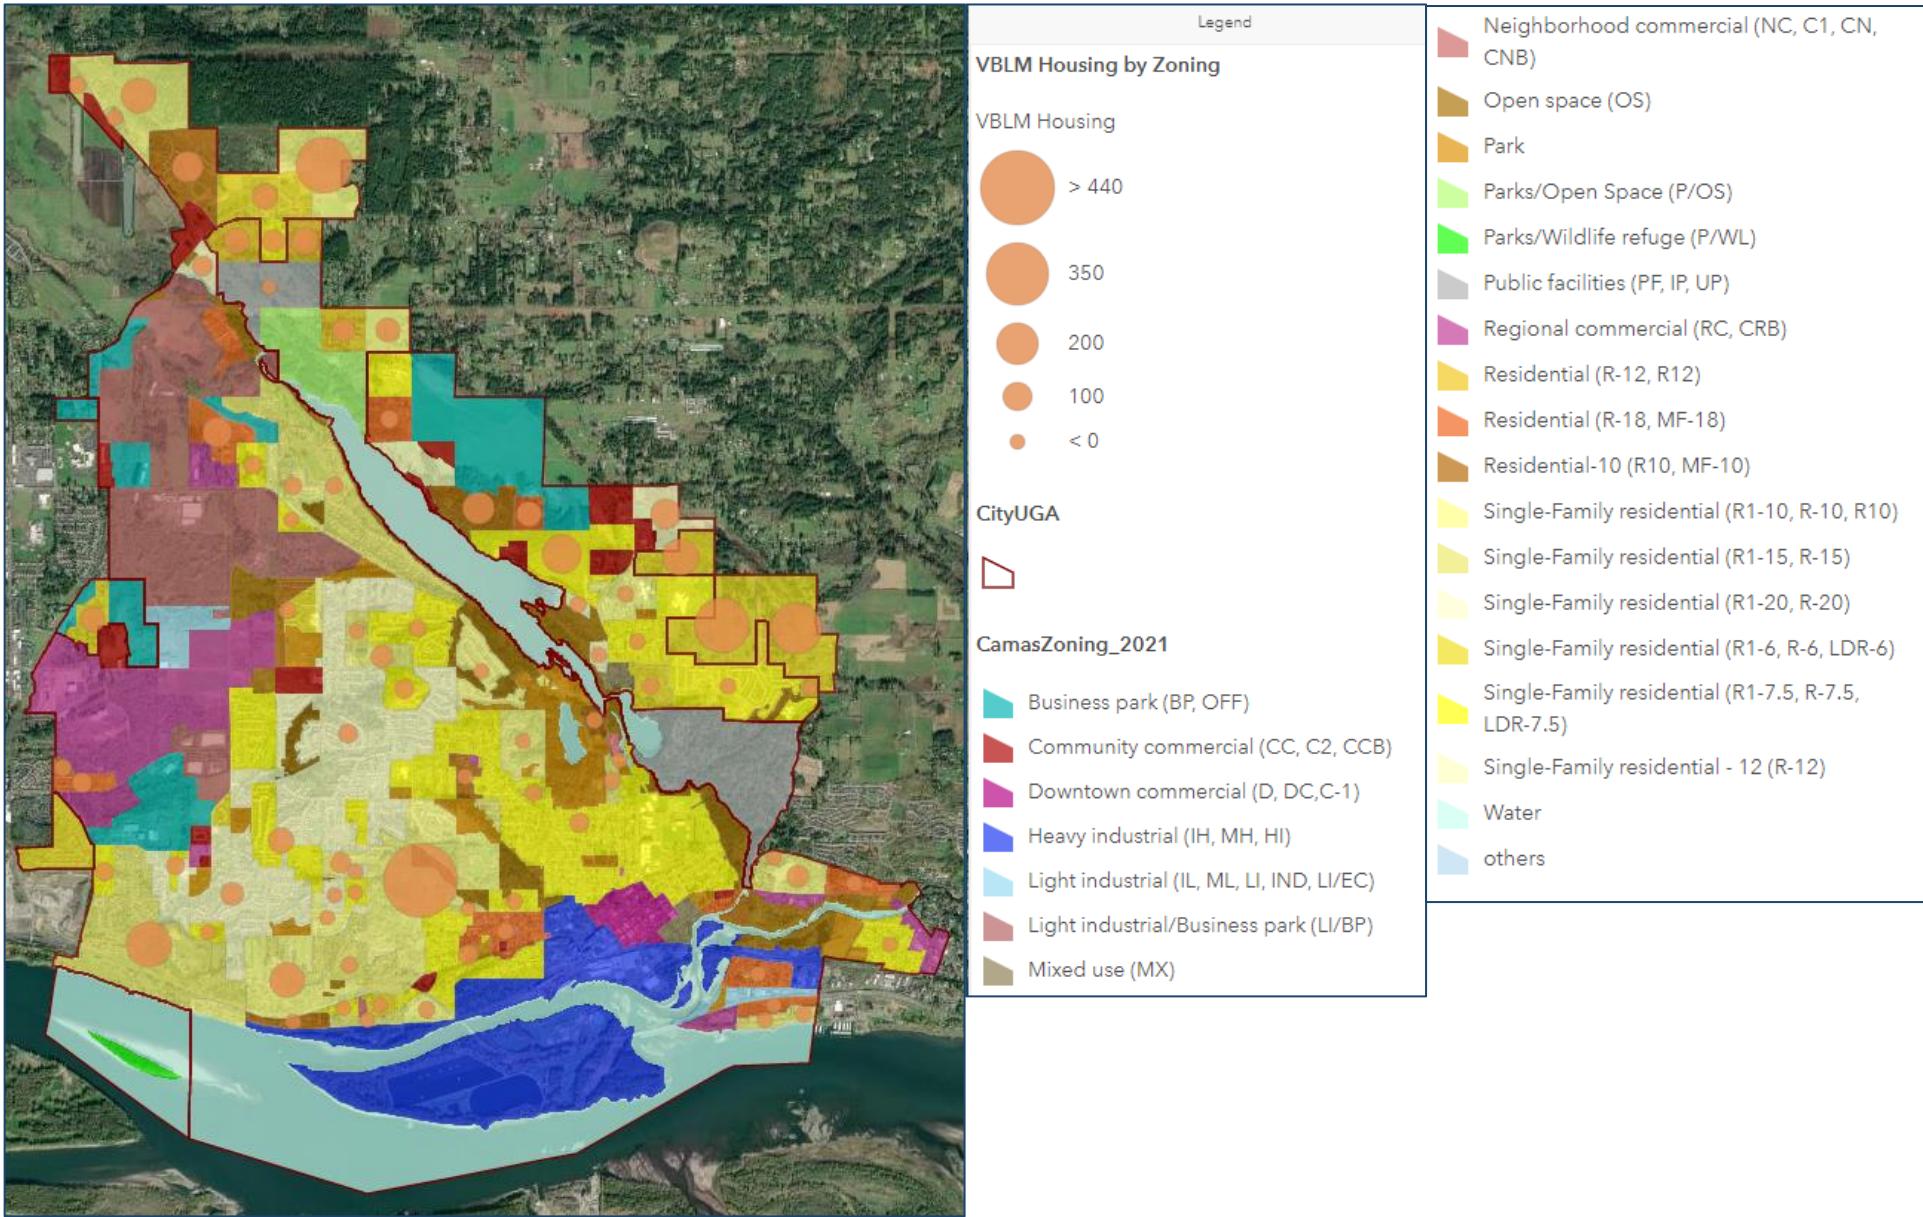 Legend
VBLM Housing by Zoning
VBLM Housing
> 440
350
200
100
< 0
CityUGA
CamasZoning_2021
Business park (BP, OFF)
Community commercial (CC, C2, CCB)
Downtown commercial (D, DC,C-1)
Heavy industrial (IH, MH, HI)
Light industrial (IL, ML, LI, IND, LI/EC)
Light industrial/Business park (LI/BP)
Mixed use (MX)
Neighborhood commercial (NC, C1, CN,
CNB)
Open space (OS)
Park
Parks/Open Space (P/OS)
Parks/Wildlife refuge (P/WL)
Public facilities (PF, IP, UP)
Regional commercial (RC, CRB)
Residential (R-12, R12)
Residential (R-18, MF-18)
Residential-10 (R10, MF-10)
Single-Family residential (R1-10, R-10, R10)
Single-Family residential (R1-15, R-15)
Single-Family residential (R1-20, R-20)
Single-Family residential (R1-6, R-6, LDR-6)
Single-Family residential (R1-7.5, R-7.5,
LDR-7.5)
Single-Family residential - 12 (R-12)
Water
others